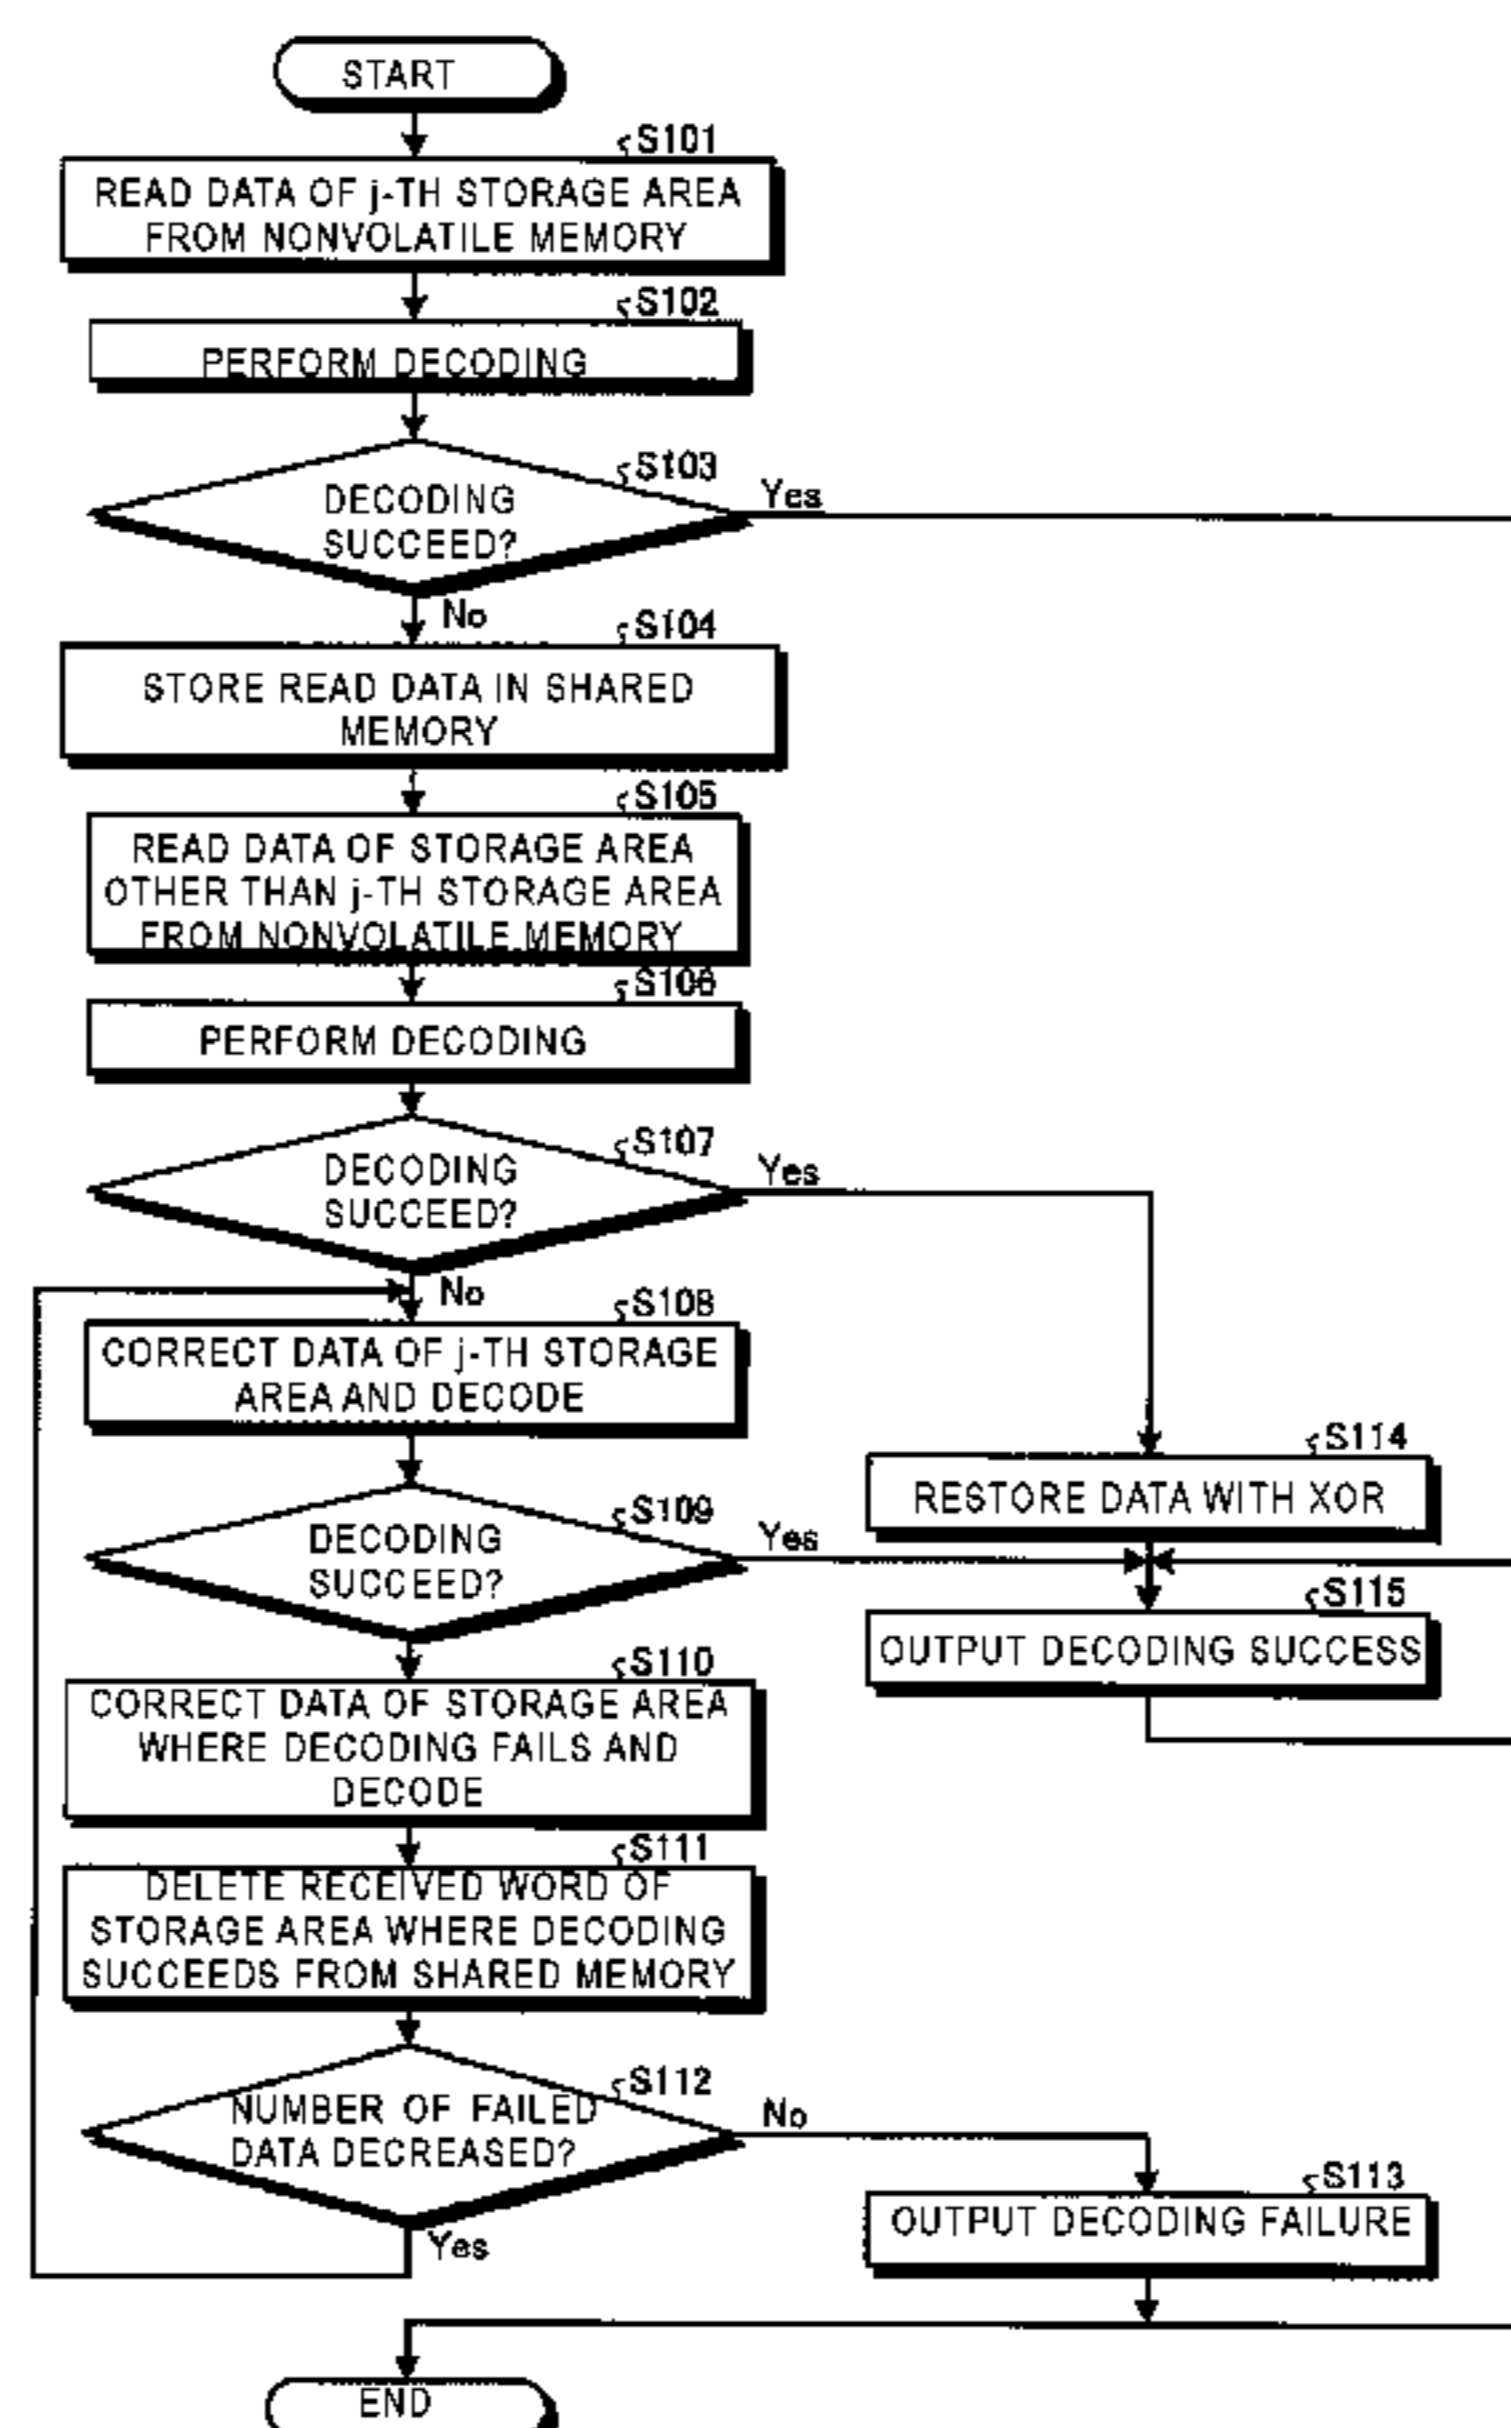 START
S101
READ DATA OF j-TH STORAGE AREA
FROM NONVOLATILE MEMORY
S102
PERFORM DECODING
S103
DECODING
SUCCEED?
Yes
No
S104
STORE READ DATA IN SHARED
MEMORY
S105
READ DATA OF STORAGE AREA
OTHER THAN j-TH STORAGE AREA
FROM NONVOLATILE MEMORY
S106
PERFORM DECODING
S107
DECODING
SUCCEED?
Yes
No
S108
CORRECT DATA OF j-TH STORAGE
AREA AND DECODE
S114
RESTORE DATA WITH XOR
S109
DECODING
SUCCEED?
Yes
S115
OUTPUT DECODING SUCCESS
S110
CORRECT DATA OF STORAGE AREA
WHERE DECODING FAILS AND
DECODE
S111
DELETE RECEIVED WORD OF
STORAGE AREA WHERE DECODING
SUCCEEDS FROM SHARED MEMORY
S112
NUMBER OF FAILED
DATA DECREASED?
No
Yes
S113
OUTPUT DECODING FAILURE
END